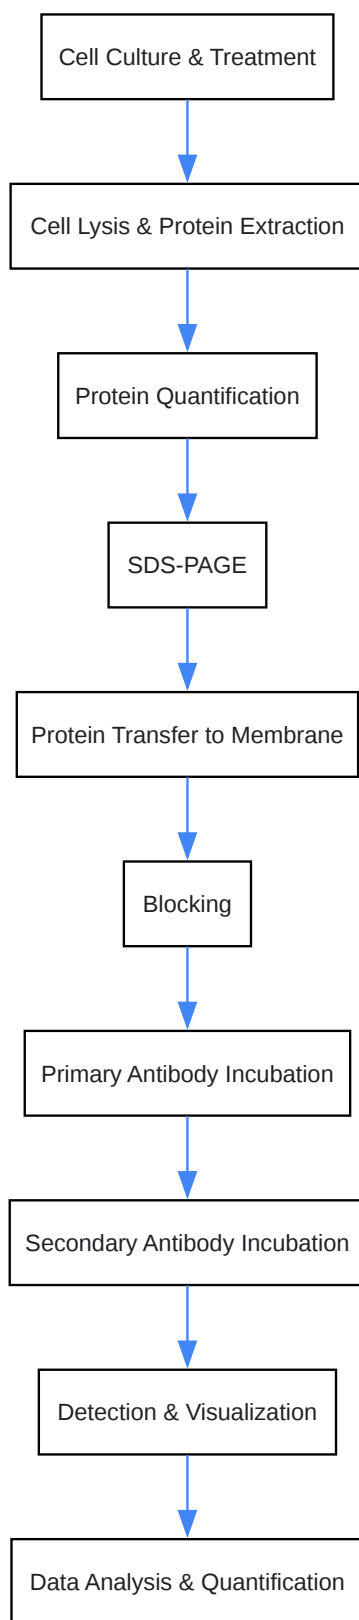 Cell Culture & Treatment
Cell Lysis & Protein Extraction
Protein Quantification
SDS-PAGE
Protein Transfer to Membrane
Blocking
Primary Antibody Incubation
Secondary Antibody Incubation
Detection & Visualization
Data Analysis & Quantification